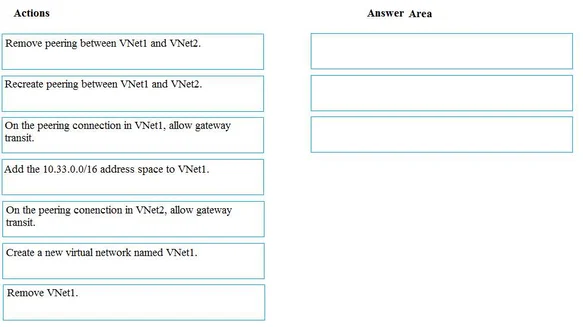 Actions
Answer Area
Remove peering between VNet1 and VNet2.
Recreate peering between VNet1 and VNet2.
On the peering connection in VNet1, allow gateway
transit.
Add the 10.33.0.0/16 address space to VNet1.
On the peering conenction in VNet2, allow gateway
transit.
Create a new virtual network named VNet1.
Remove VNet1.